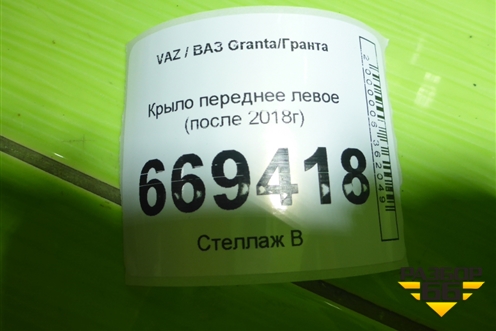 VAZ / ВАЗ Granta/Гранта
Крыло переднее левое
(после 2018г)
669418
Стеллаж В